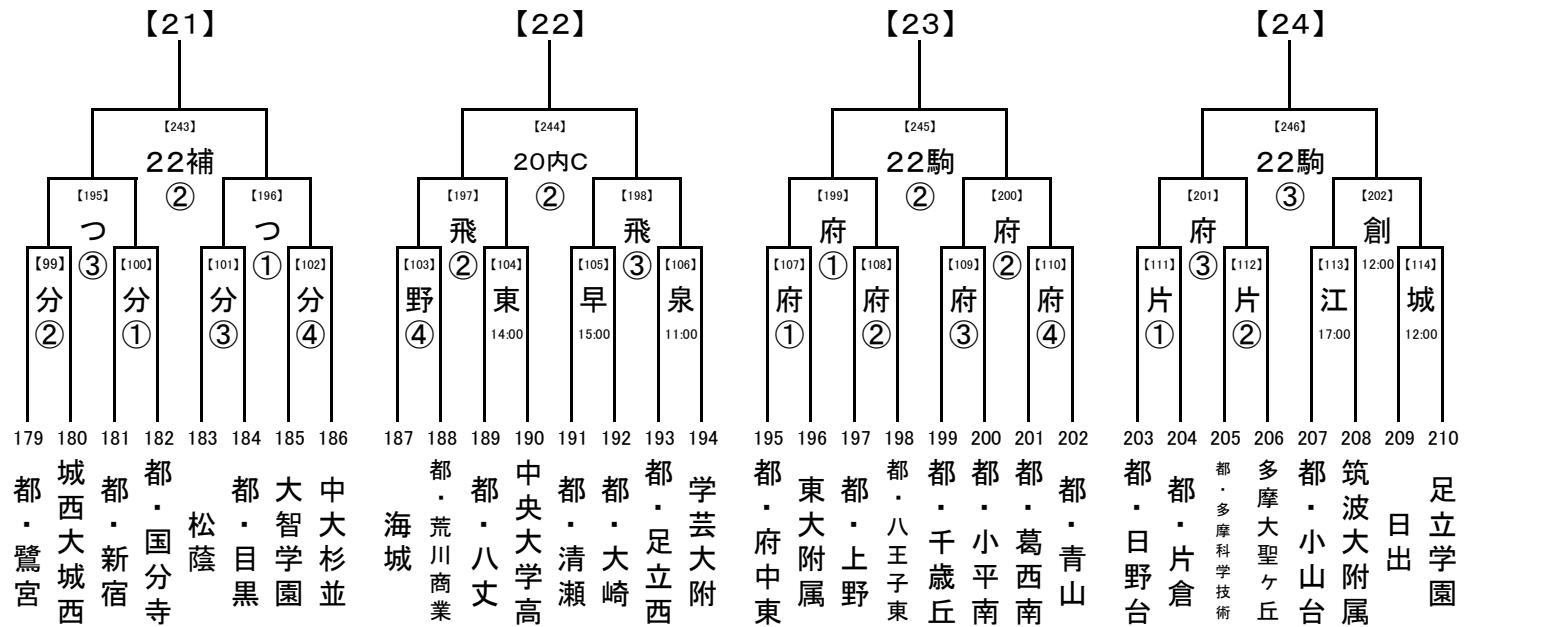 【21】
【22】
【23】
【24】
【243】
22補
②
【244】
20内C
②
【245】
22駒
②
【246】
22駒
③
【195】
つ
③
【196】
つ
①
【197】
飛
②
【198】
飛
③
【199】
府
①
【200】
府
②
【201】
府
③
【202】
創
12:00
【99】
分
②
【100】
分
①
【101】
分
③
【102】
分
④
【103】
野
④
【104】
東
14:00
【105】
早
15:00
【106】
泉
11:00
【107】
府
①
【108】
府
②
【109】
府
③
【110】
府
④
【111】
片
①
【112】
片
②
【113】
江
17:00
【114】
城
12:00
179
都・鷺宮
180
城西大城西
181
都・新宿
182
都・国分寺
183
松蔭
184
都・目黒
185
大智学園
186
中大杉並
187
海城
188
都・荒川商業
189
都・八丈
190
中央大学高
191
都・清瀬
192
都・大崎
193
都・足立西
194
学芸大附
195
都・府中東
196
東大附属
197
都・上野
198
都・八王子東
199
都・千歳丘
200
都・小平南
201
都・葛西南
202
都・青山
203
都・日野台
204
都・片倉
205
都・多摩科学技術
206
多摩大聖ヶ丘
207
都・小山台
208
筑波大附属
209
日出
210
足立学園